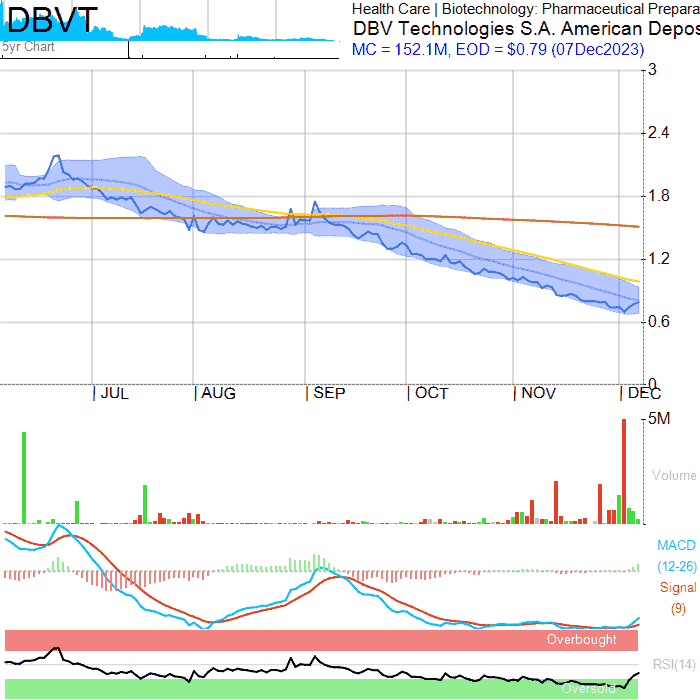 DBVT
5yr Chart
Health Care | Biotechnology: Pharmaceutical Prepara
DBV Technologies S.A. American Depos
MC = 152.1M, EOD = $0.79 (07Dec2023)
3
2.4
1.8
1.2
0.6
0
JUL AUG SEP OCT NOV DEC
5M
Volume
MACD
(12-26)
Signal
(9)
Overbought
RSI(14)
Oversold